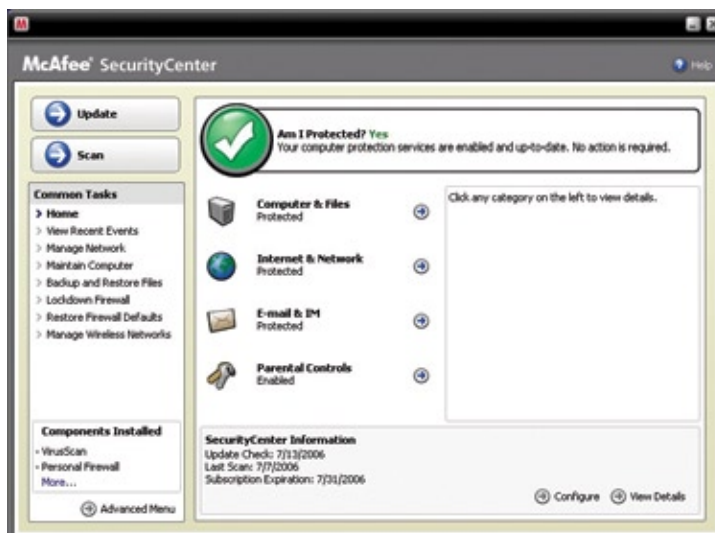 McAfee® SecurityCenter
Help
Update
Scan
Common Tasks
Home
View Recent Events
Manage Network
Maintain Computer
Backup and Restore Files
Lockdown Firewall
Restore Firewall Defaults
Manage Wireless Networks
Components Installed
- VirusScan
- Personal Firewall
More...
Advanced Menu
Am I Protected? Yes
Your computer protection services are enabled and up-to-date. No action is required.
Computer & Files
Protected
Internet & Network
Protected
E-mail & IM
Protected
Parental Controls
Enabled
Click any category on the left to view details.
SecurityCenter Information
Update Check: 7/13/2006
Last Scan: 7/7/2006
Subscription Expiration: 7/31/2006
Configure
View Details